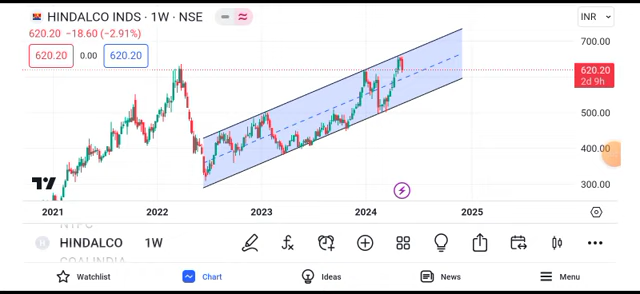 HINDALCO INDS · 1W · NSE
INR
620.20 −18.60 (−2.91%)
620.20 0.00 620.20
700.00
620.20
2d 9h
500.00
400.00
300.00
2021 2022 2023 2024 2025
NTPC
HINDALCO 1W
COALINDIA
Watchlist Chart Ideas News Menu